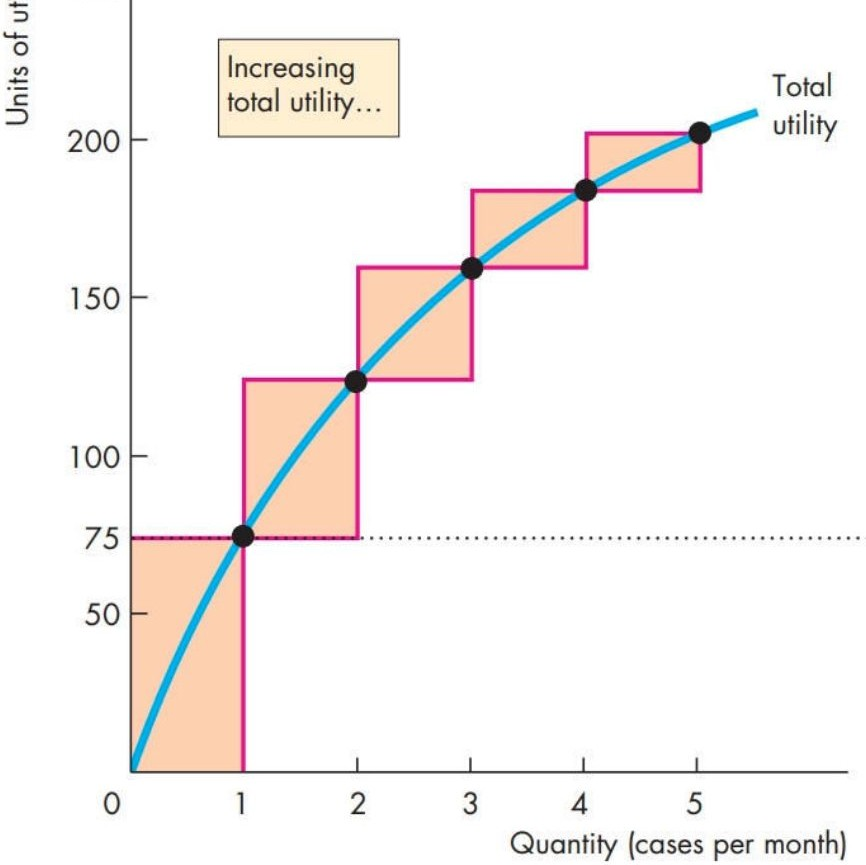 Units of ut
Increasing
total utility…
Total
utility
200
150
100
75
50
0
1
2
3
4
5
Quantity (cases per month)